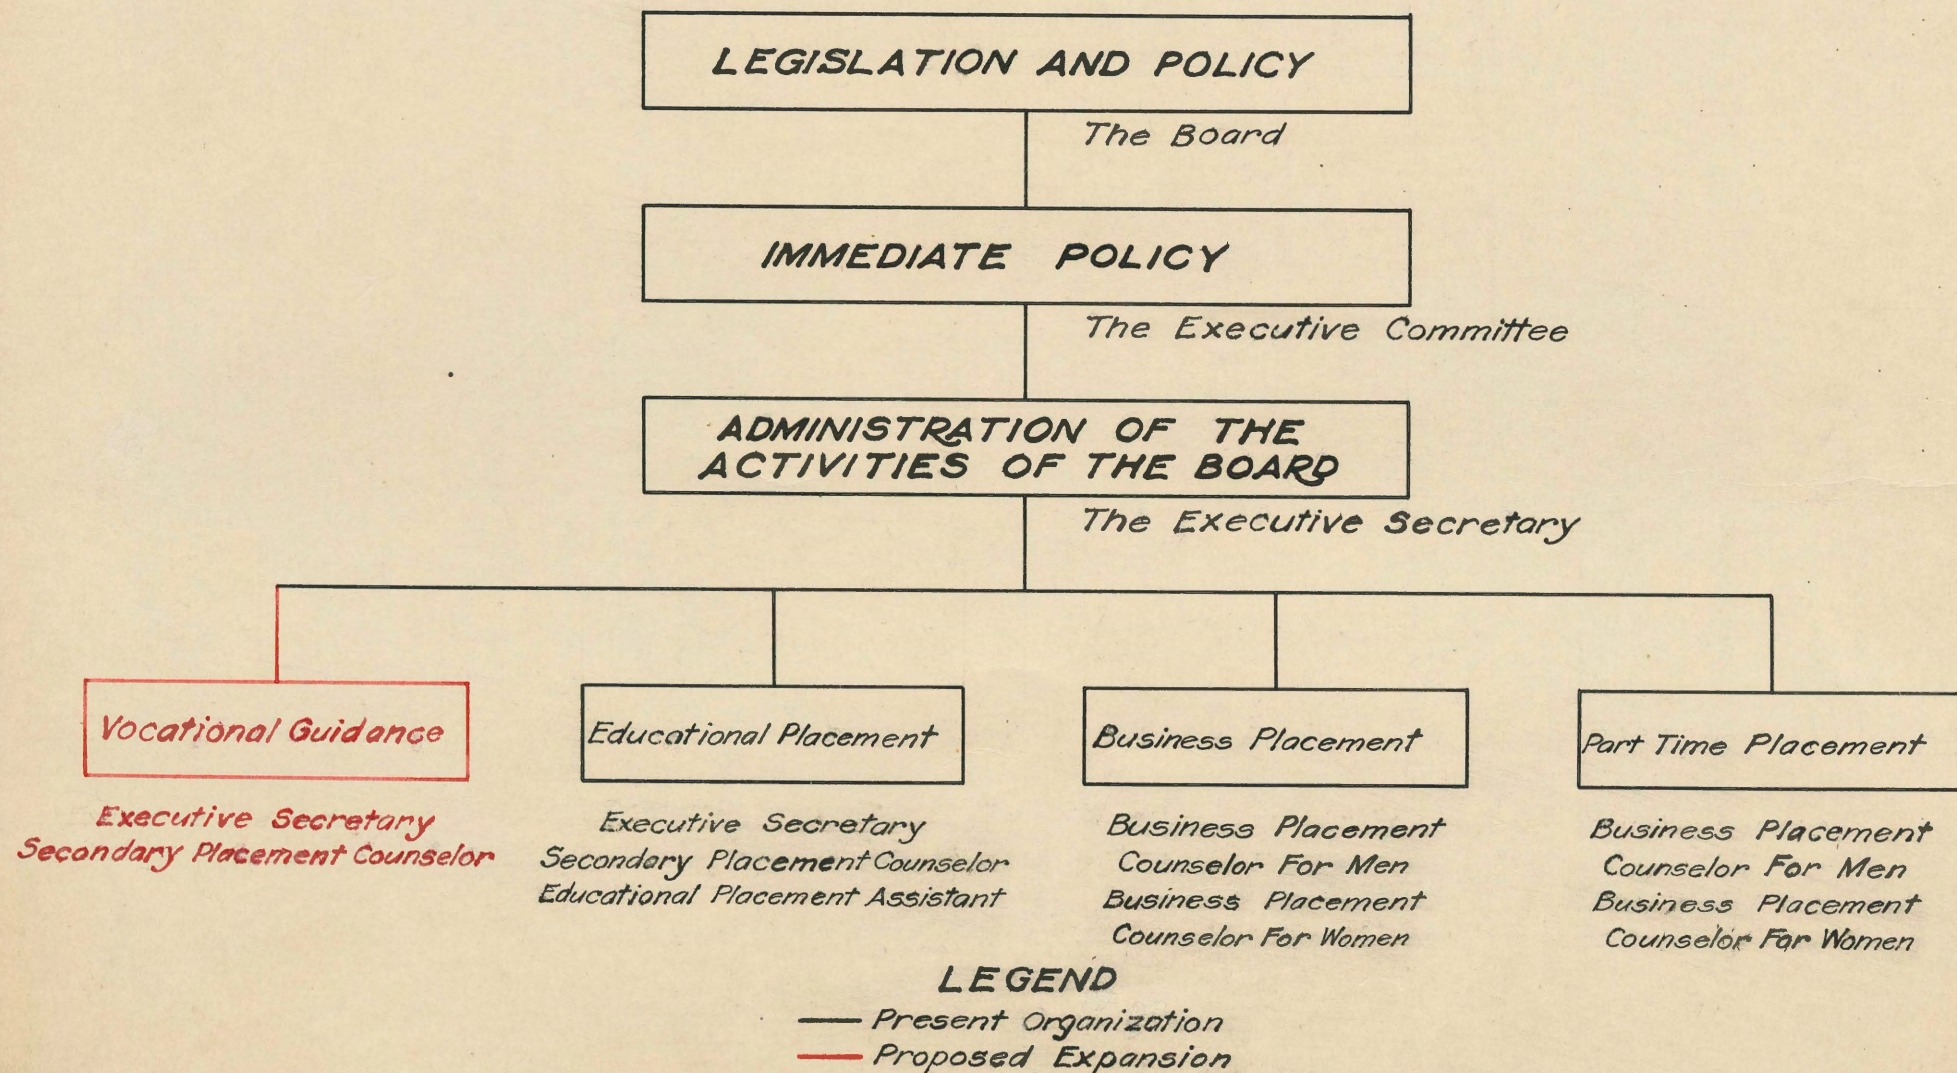 LEGISLATION AND POLICY
The Board
IMMEDIATE POLICY
The Executive Committee
ADMINISTRATION OF THE
ACTIVITIES OF THE BOARD
The Executive Secretary
Vocational Guidance
Executive Secretary
Secondary Placement Counselor
Educational Placement
Executive Secretary
Secondary Placement Counselor
Educational Placement Assistant
Business Placement
Business Placement
Counselor For Men
Business Placement
Counselor For Women
Part Time Placement
Business Placement
Counselor For Men
Business Placement
Counselor For Women
LEGEND
Present Organization
Proposed Expansion